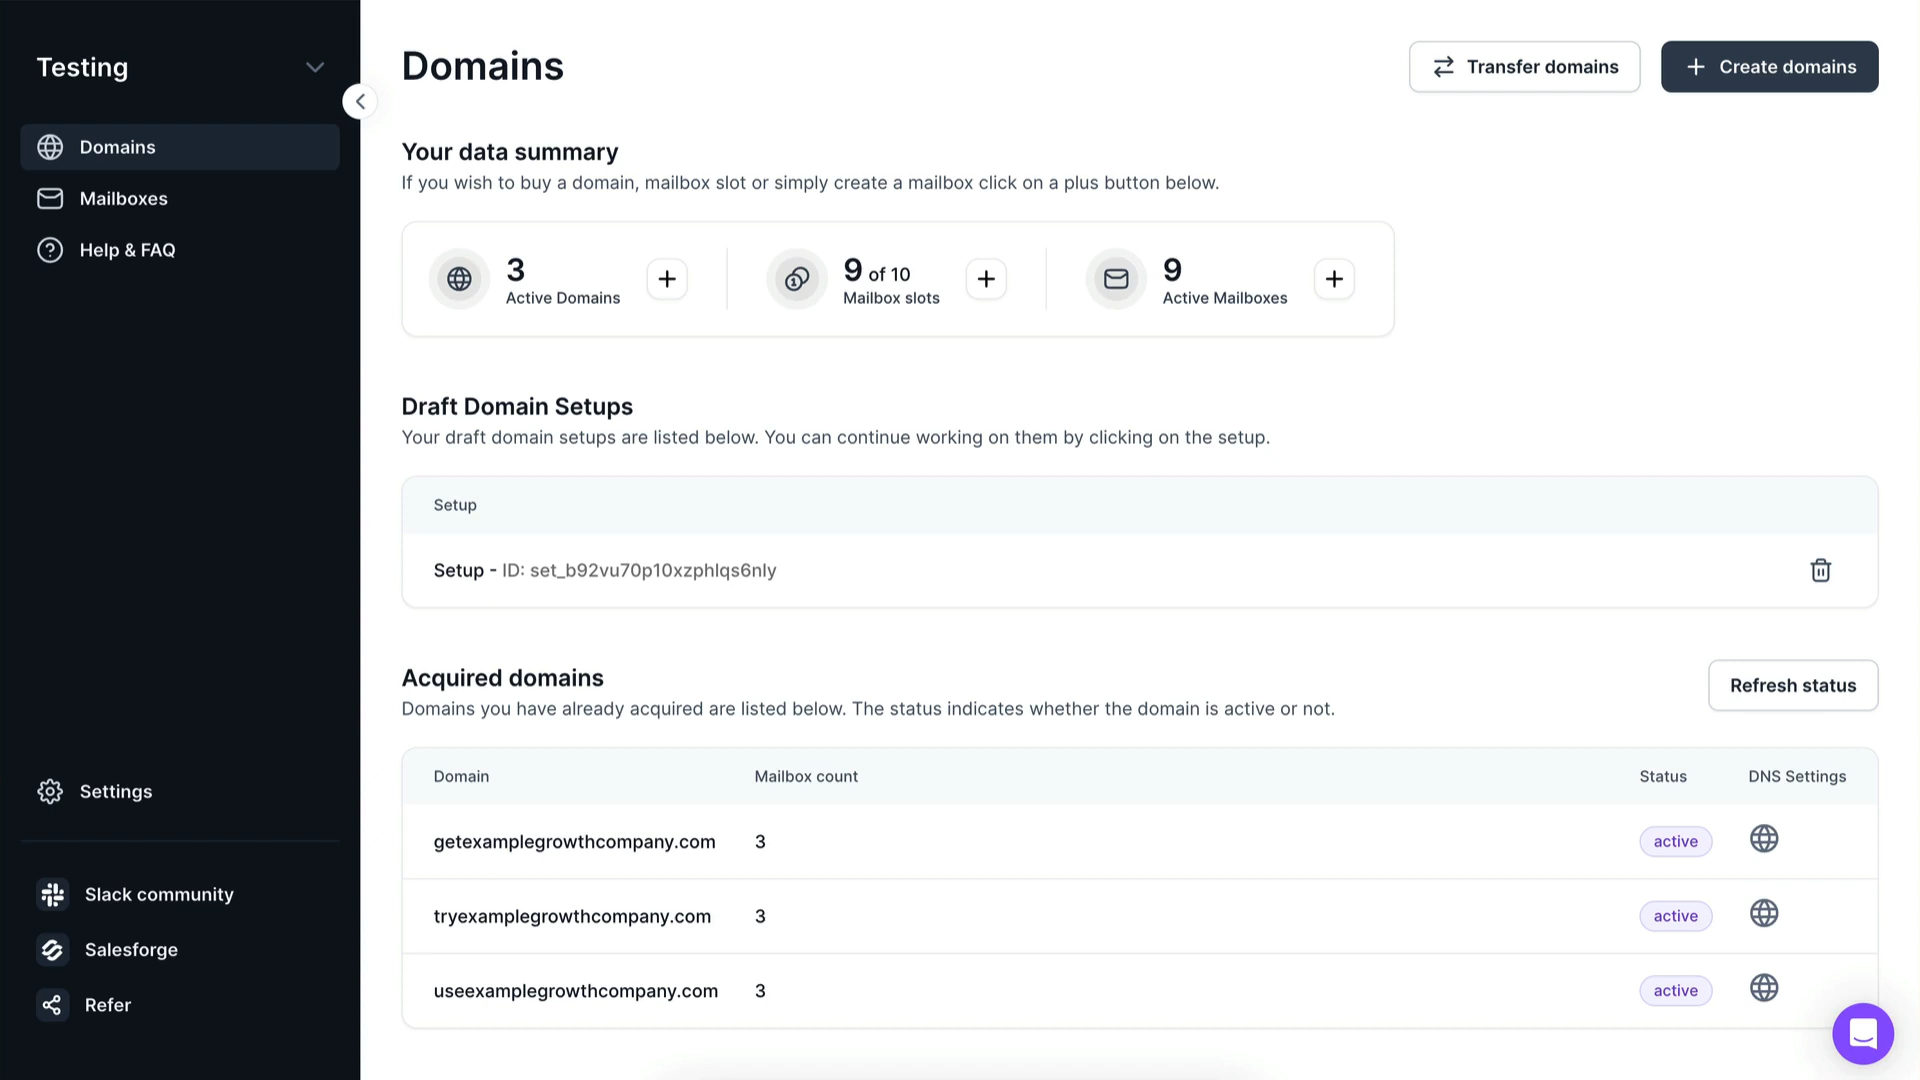 Testing
Domains
Mailboxes
Help & FAQ
Settings
Slack community
Salesforge
Refer
Domains
Transfer domains
Create domains
Your data summary
If you wish to buy a domain, mailbox slot or simply create a mailbox click on a plus button below.
3
Active Domains
9 of 10
Mailbox slots
9
Active Mailboxes
Draft Domain Setups
Your draft domain setups are listed below. You can continue working on them by clicking on the setup.
Setup
Setup - ID: set_b92vu70p10xzphlqs6nly
Acquired domains
Domains you have already acquired are listed below. The status indicates whether the domain is active or not.
Refresh status
Domain Mailbox count Status DNS Settings
getexamplegrowthcompany.com 3 active
tryexamplegrowthcompany.com 3 active
useexamplegrowthcompany.com 3 active